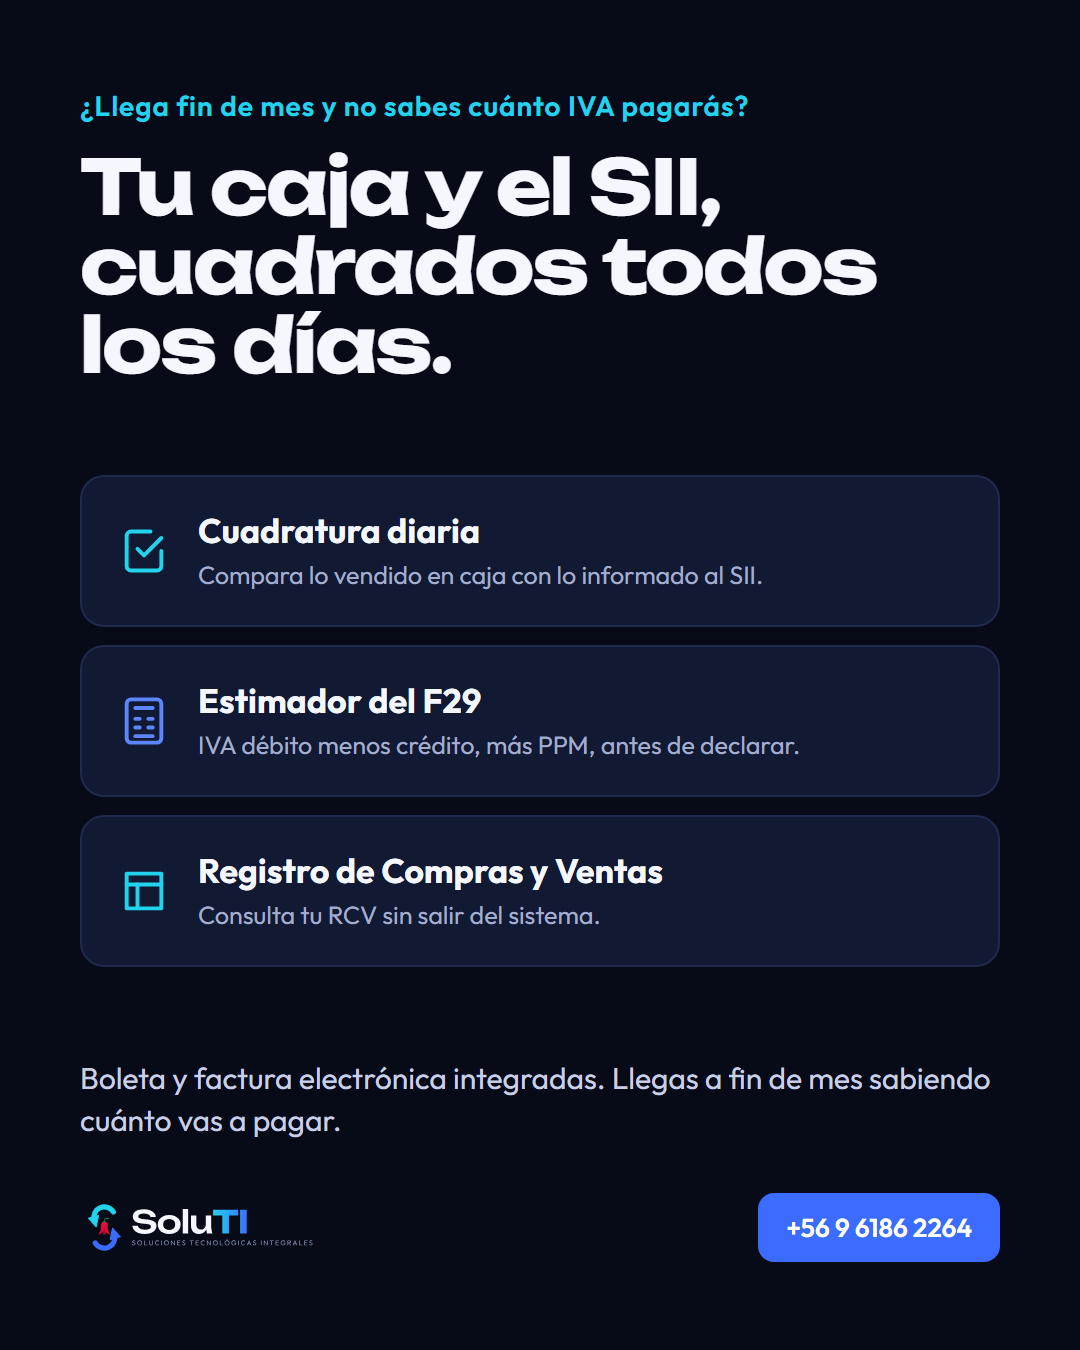 ¿Llega fin de mes y no sabes cuánto IVA pagarás?
Tu caja y el SII,
cuadrados todos
los días.
Cuadratura diaria
Compara lo vendido en caja con lo informado al SII.
Estimador del F29
IVA débito menos crédito, más PPM, antes de declarar.
Registro de Compras y Ventas
Consulta tu RCV sin salir del sistema.
Boleta y factura electrónica integradas. Llegas a fin de mes sabiendo
cuánto vas a pagar.
SoluTI
SOLUCIONES TECNOLÓGICAS INTEGRALES
+56 9 6186 2264